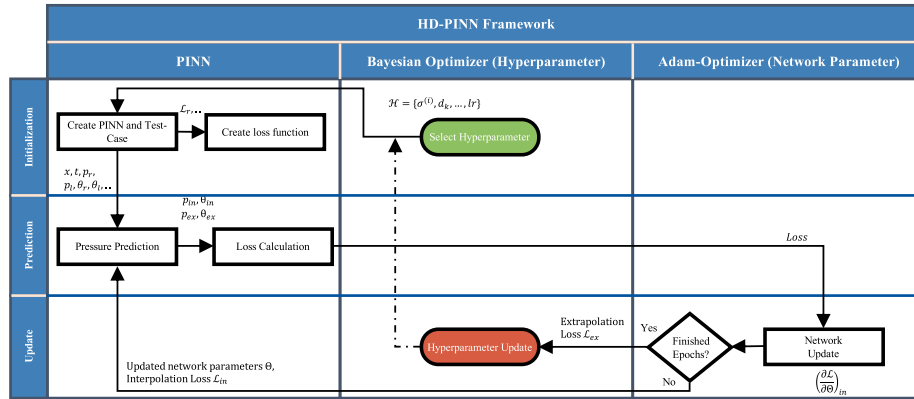 HD-PINN Framework
PINN
Bayesian Optimizer (Hyperparameter)
Adam-Optimizer (Network Parameter)
Initialization
Create PINN and Test-
Case
ℒ𝑟,..
Create loss function
ℋ = {σ⁽ⁱ⁾, d_k, …, lr}
Select Hyperparameter
x, t, p_r,
p_l, θ_r, θ_l,..
Prediction
Pressure Prediction
p_in, θ_in
p_ex, θ_ex
Loss Calculation
Loss
Update
Updated network parameters Θ,
Interpolation Loss ℒ_in
Hyperparameter Update
Extrapolation
Loss ℒ_ex
Yes
Finished
Epochs?
No
Network
Update
(∂ℒ/∂Θ)_in